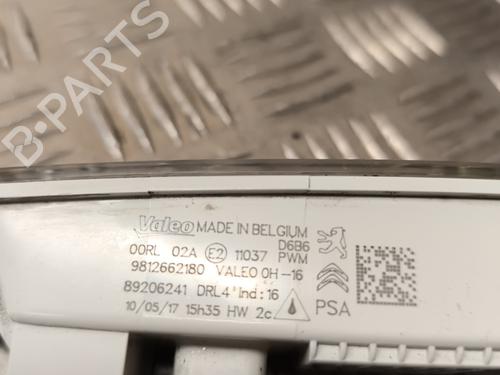 B-PARTS
Valeo MADE IN BELGIUM
D6B6
00RL 02A E2 11037 PWM
9812662180 VALEO 0H-16
89206241 DRL4 Ind: 16
10/05/17 15h35 HW 2c
PSA